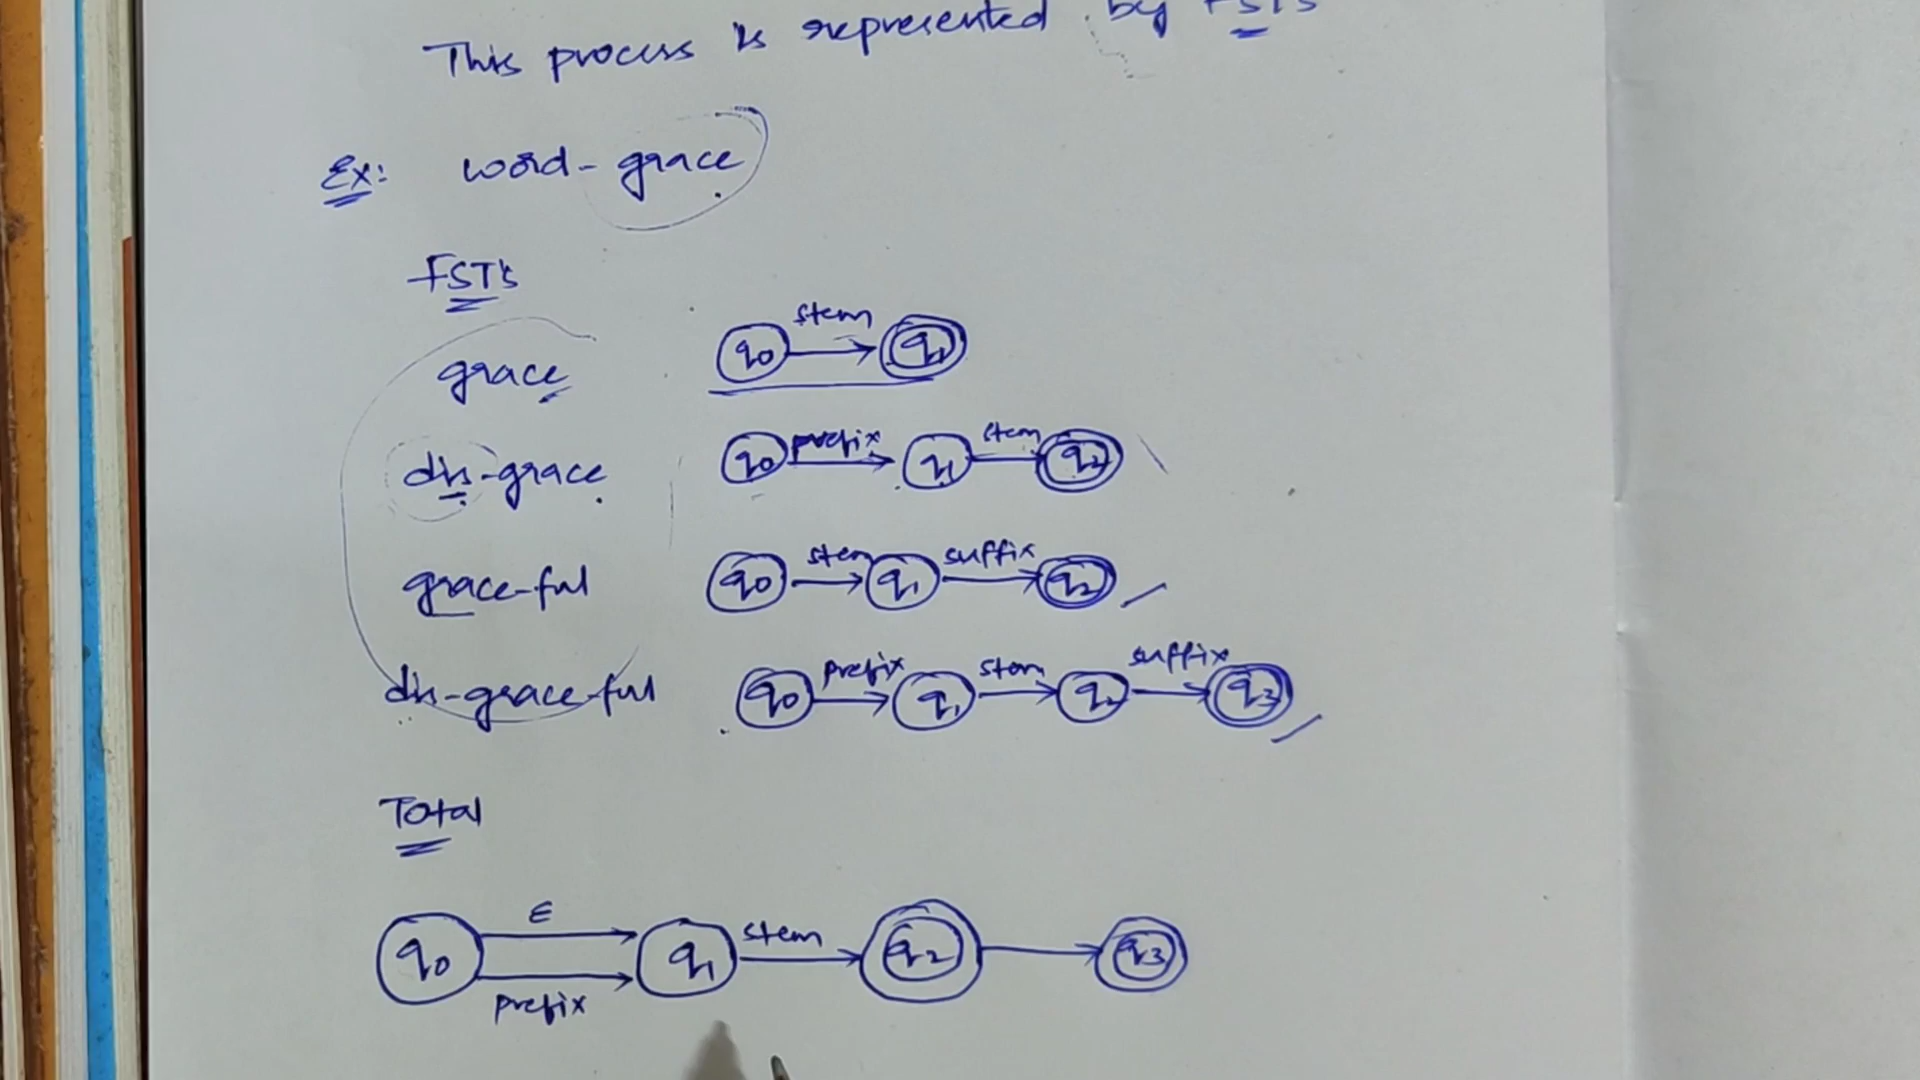 This process is represented by FSTs
Ex: word - grace
FST's
stem
grace q0 q1
prefix stem
dis-grace q0 q1 q2
stem suffix
grace-ful q0 q1 q2
prefix stem suffix
dis-grace-ful q0 q1 q2 q3
Total
ε stem
q0 q1 q2 q3
prefix